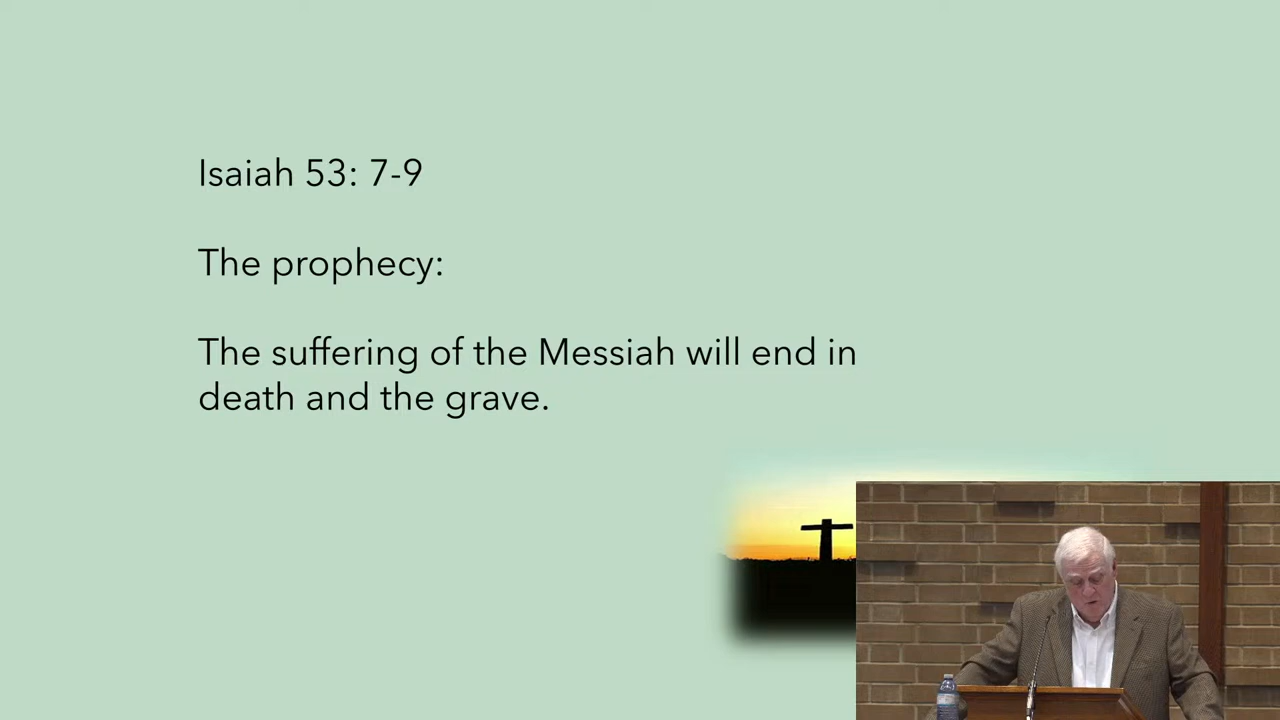 Isaiah 53: 7-9
The prophecy:
The suffering of the Messiah will end in
death and the grave.